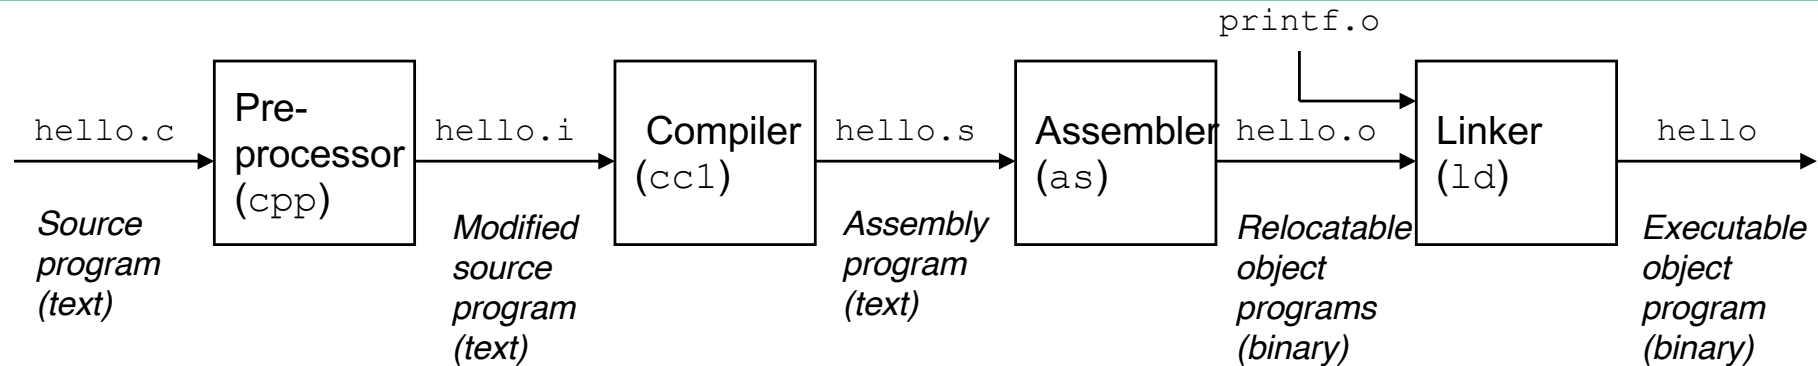 printf.o
hello.c
Pre-
processor
(cpp)
hello.i
Compiler
(cc1)
hello.s
Assembler
(as)
hello.o
Linker
(ld)
hello
Source
program
(text)
Modified
source
program
(text)
Assembly
program
(text)
Relocatable
object
programs
(binary)
Executable
object
program
(binary)